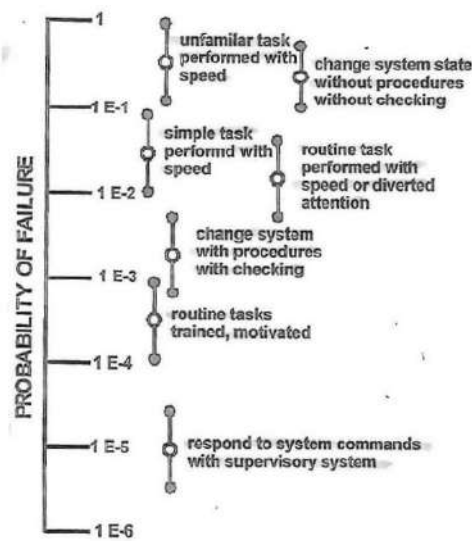 1
unfamilar task
performed with
speed
change system state
without procedures
without checking
1 E-1
simple task
performd with
speed
routine task
performed with
speed or diverted
attention
1 E-2
change system
with procedures
with checking
1 E-3
routine tasks
trained, motivated
1 E-4
respond to system commands
with supervisory system
1 E-5
1 E-6
PROBABILITY OF FAILURE